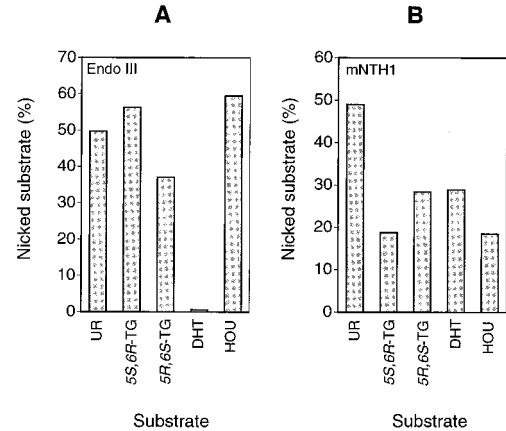 A
Endo III
Nicked substrate (%)
70
60
50
40
30
20
10
0
UR
5S,6R-TG
5R,6S-TG
DHT
HOU
Substrate
B
mNTH1
Nicked substrate (%)
60
50
40
30
20
10
0
UR
5S,6R-TG
5R,6S-TG
DHT
HOU
Substrate